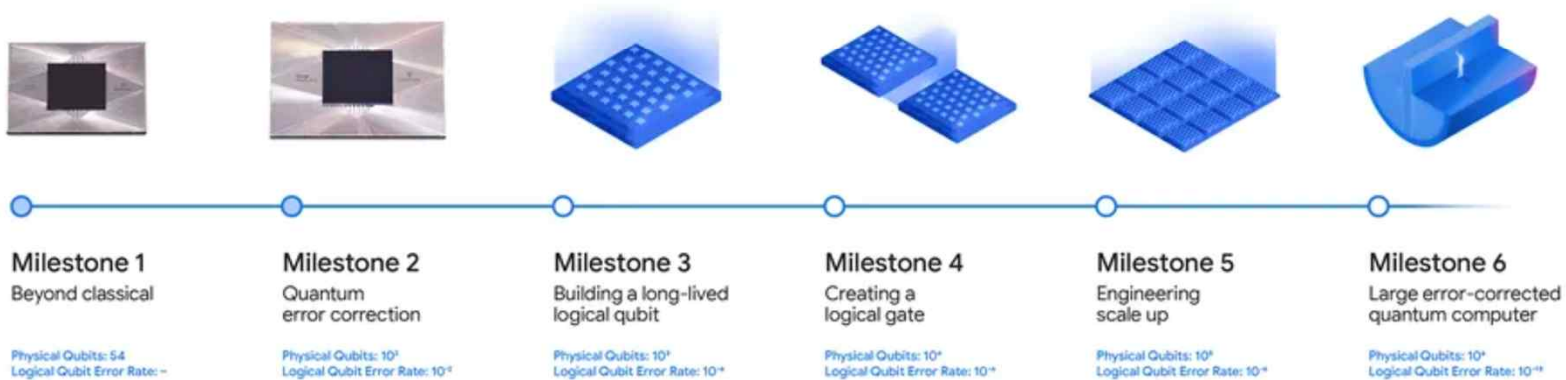 Milestone 1
Beyond classical
Physical Qubits: 54
Logical Qubit Error Rate: –
Milestone 2
Quantum
error correction
Physical Qubits:
Logical Qubit Error Rate: 10⁻²
Milestone 3
Building a long-lived
logical qubit
Physical Qubits:
Logical Qubit Error Rate:
Milestone 4
Creating a
logical gate
Physical Qubits:
Logical Qubit Error Rate:
Milestone 5
Engineering
scale up
Physical Qubits:
Logical Qubit Error Rate:
Milestone 6
Large error-corrected
quantum computer
Physical Qubits:
Logical Qubit Error Rate: